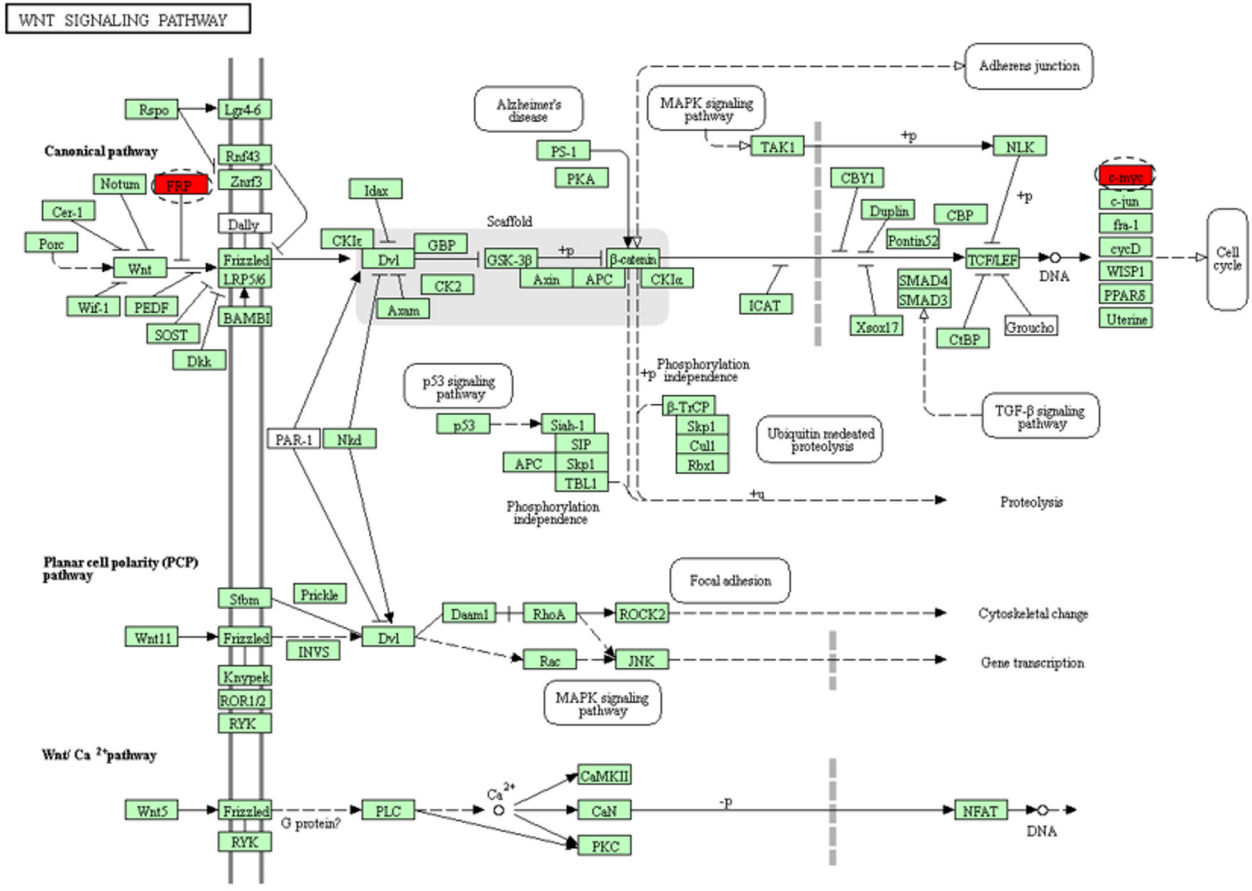 WNT SIGNALING PATHWAY
Adherens junction
Alzheimer's
disease
MAPK signaling
pathway
Rspo
Lgr4-6
+p
TAK1
NLK
Canonical pathway
Rnf43
PS-1
Notum
FRP
Znrf3
PKA
CBY1
c-myc
Idax
+p
c-jun
Cer-1
Dally
Scaffold
Duplin
CBP
fra-1
Porc
CKIε
GBP
Pontin52
cycD
Wnt
Frizzled
Dvl
GSK-3β
+p
β-catenin
TCF/LEF
DNA
Cell
cycle
LRP5/6
CK2
Axin
APC
CKIα
SMAD4
WISP1
Wif-1
PEDF
BAMBI
Axam
ICAT
SMAD3
PPARδ
SOST
Xsox17
Groucho
Uterine
Dkk
CtBP
p53 signaling
pathway
+p
Phosphorylation
independence
TGF-β signaling
pathway
β-TrCP
p53
Siah-1
Skp1
PAR-1
Nkd
SIP
Cul1
Ubiquitin medeated
proteolysis
APC
Skp1
Rbx1
TBL1
+u
Proteolysis
Phosphorylation
independence
Planar cell polarity (PCP)
pathway
Focal adhesion
Stbm
Prickle
Daam1
RhoA
ROCK2
Cytoskeletal change
Wnt11
Frizzled
INVS
Dvl
Rac
JNK
Gene transcription
Knypek
MAPK signaling
pathway
ROR1/2
RYK
Wnt/ Ca 2+pathway
CaMKII
Ca2+
Wnt5
Frizzled
G protein?
PLC
CaN
-p
NFAT
DNA
RYK
PKC